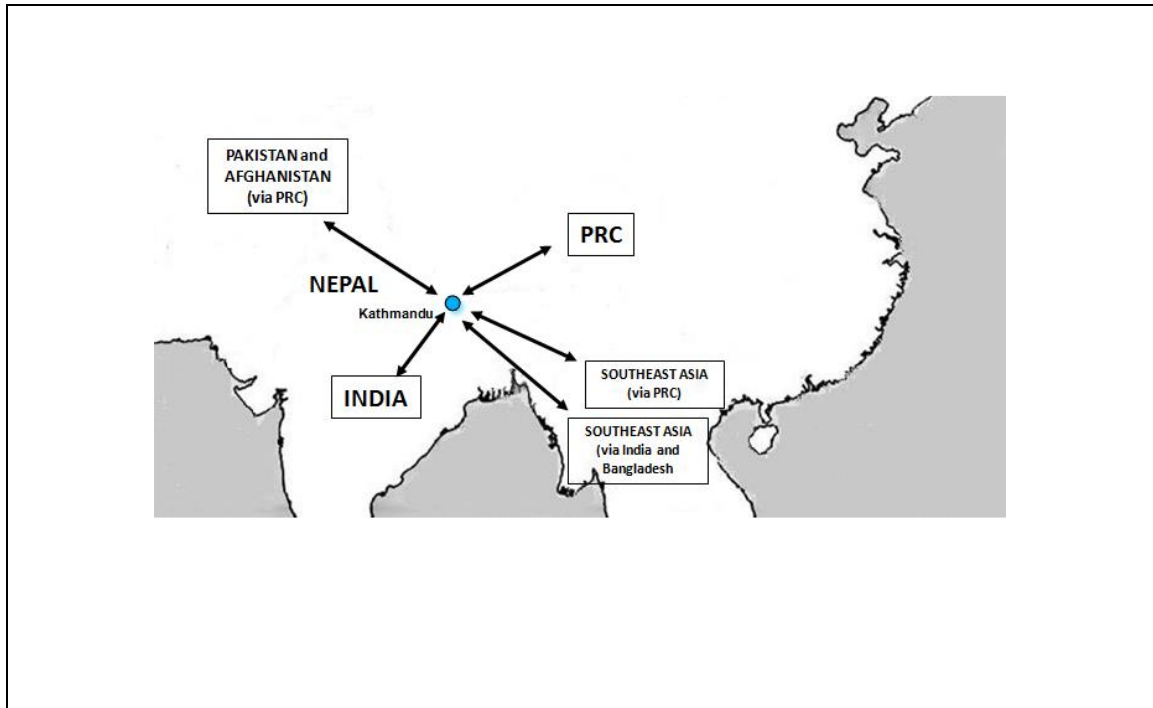 PAKISTAN and
AFGHANISTAN
(via PRC)
PRC
NEPAL
Kathmandu
INDIA
SOUTHEAST ASIA
(via PRC)
SOUTHEAST ASIA
(via India and
Bangladesh